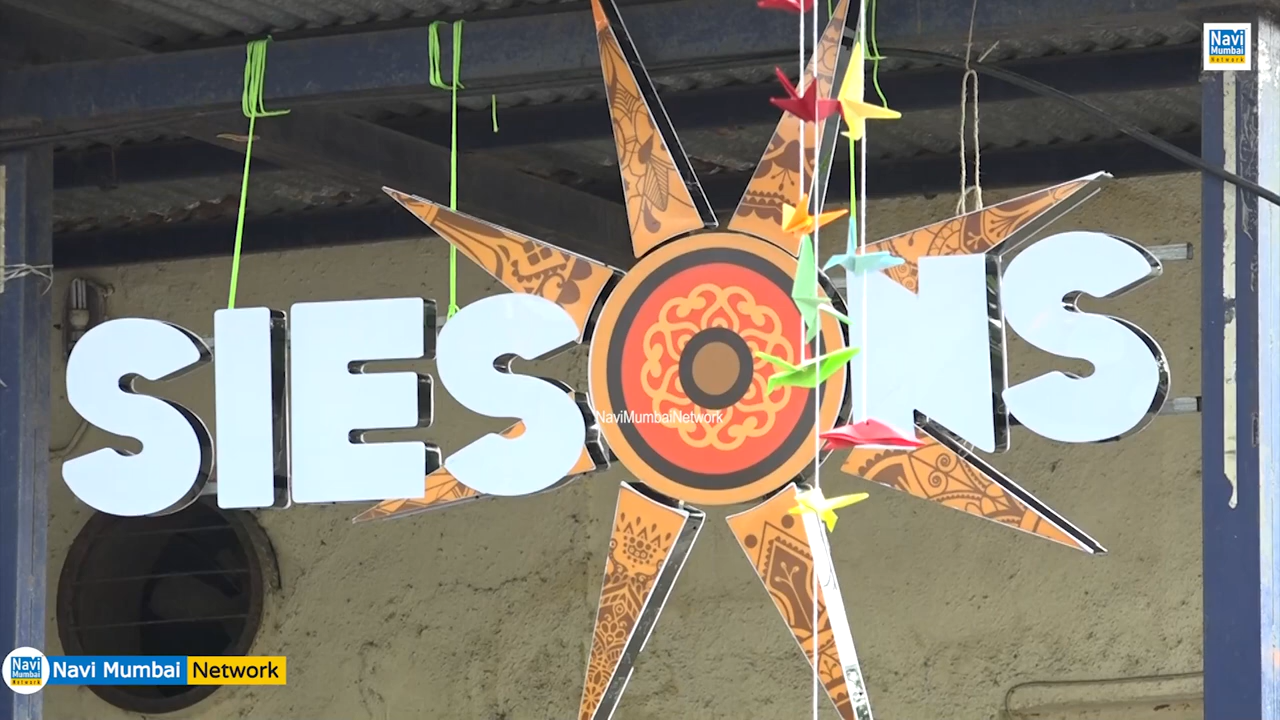 Navi
Mumbai
Network
SIESONS
NaviMumbaiNetwork
Navi
Mumbai
Network
Navi Mumbai Network